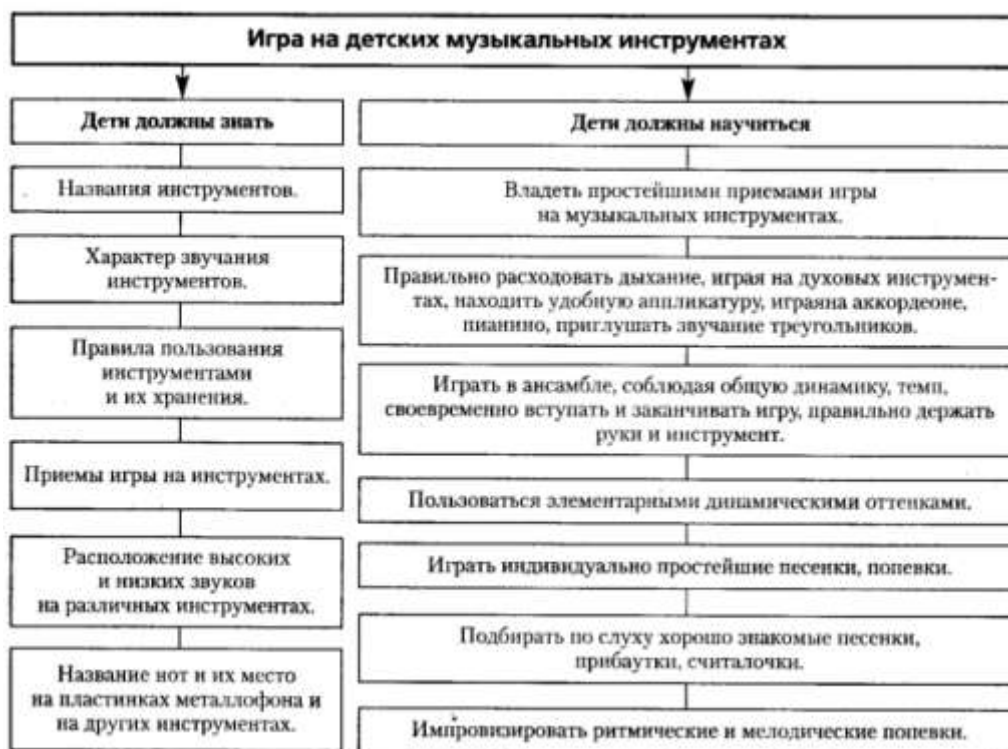 Игра на детских музыкальных инструментах
Дети должны знать
Названия инструментов.
Характер звучания
инструментов.
Правила пользования
инструментами
и их хранения.
Приемы игры на инструментах.
Расположение высоких
и низких звуков
на различных инструментах.
Название нот и их место
на пластинках металлофона и
на других инструментах.
Дети должны научиться
Владеть простейшими приемами игры
на музыкальных инструментах.
Правильно расходовать дыхание, играя на духовых инструмен-
тах, находить удобную аппликатуру, играяна аккордеоне,
пианино, приглушать звучание треугольников.
Играть в ансамбле, соблюдая общую динамику, темп,
своевременно вступать и заканчивать игру, правильно держать
руки и инструмент.
Пользоваться элементарными динамическими оттенками.
Играть индивидуально простейшие песенки, попевки.
Подбирать по слуху хорошо знакомые песенки,
прибаутки, считалочки.
Импровизировать ритмические и мелодические попевки.